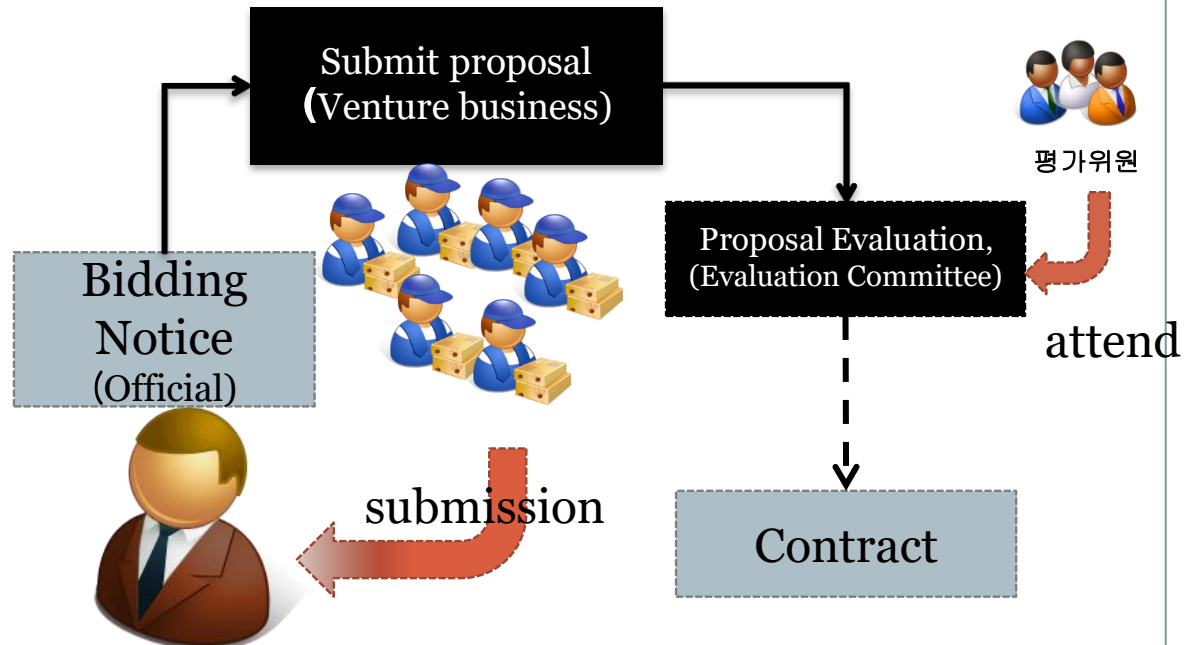 Submit proposal
(Venture business)
평가위원
Proposal Evaluation,
(Evaluation Committee)
Bidding
Notice
(Official)
attend
submission
Contract